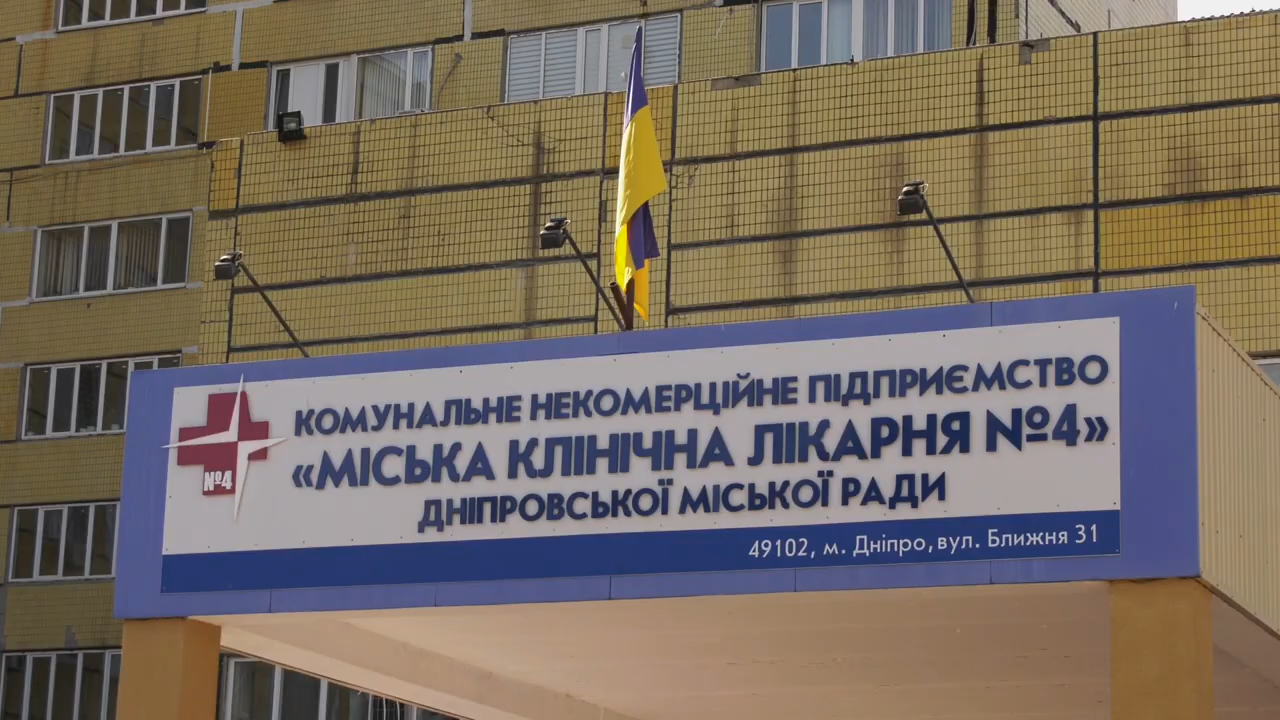 КОМУНАЛЬНЕ НЕКОМЕРЦІЙНЕ ПІДПРИЄМСТВО
«МІСЬКА КЛІНІЧНА ЛІКАРНЯ №4»
ДНІПРОВСЬКОЇ МІСЬКОЇ РАДИ
№4
49102, м. Дніпро, вул. Ближня 31